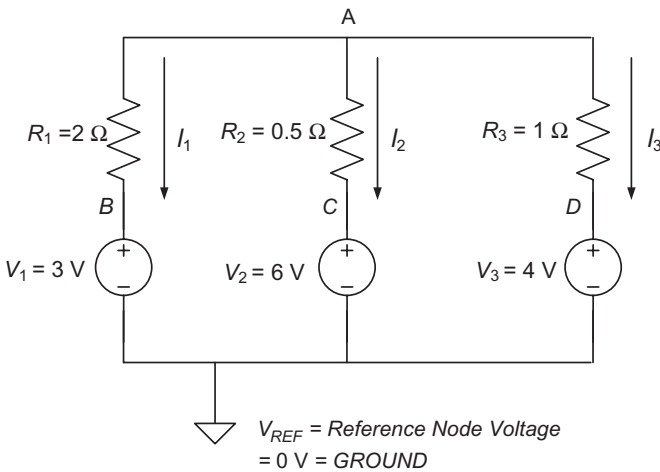 A
R1 =2 Ω
I1
R2 = 0.5 Ω
I2
R3 = 1 Ω
I3
B
C
D
+
+
+
V1 = 3 V
V2 = 6 V
V3 = 4 V
−
−
−
VREF = Reference Node Voltage
= 0 V = GROUND